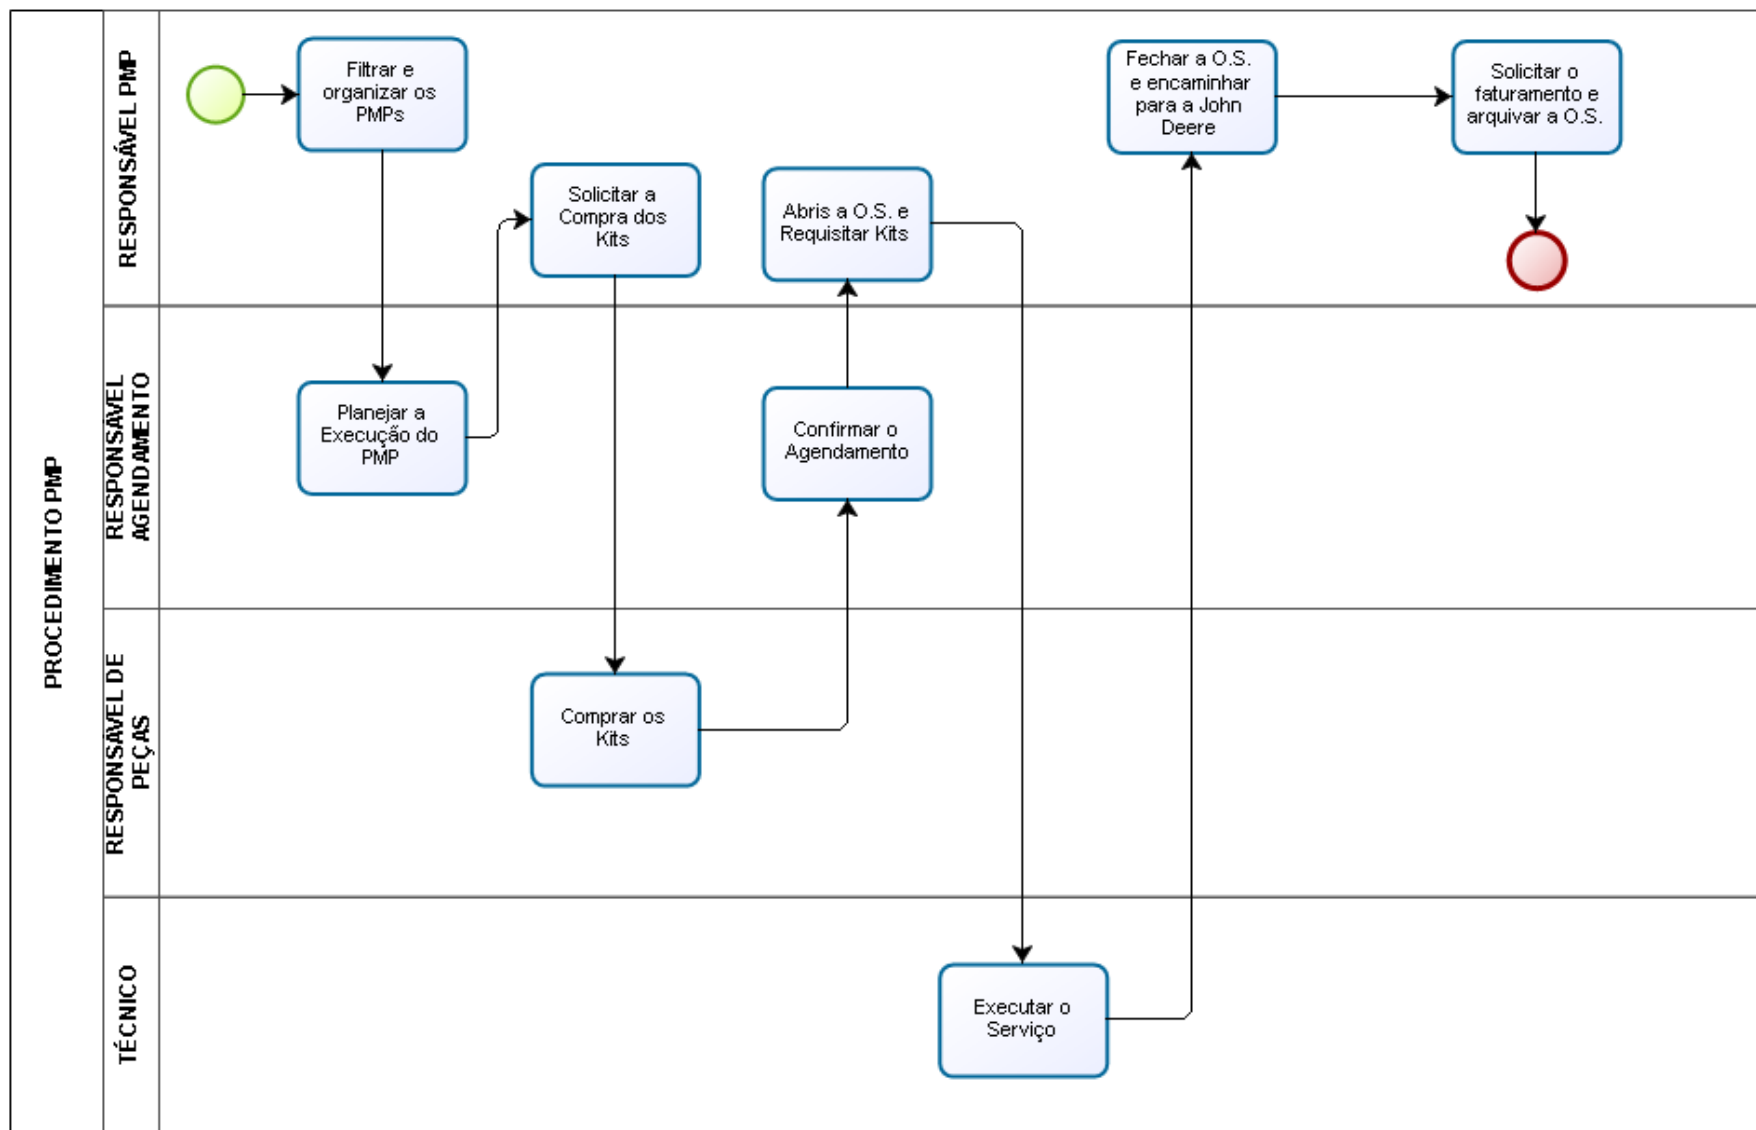 PROCEDIMENTO PMP
RESPONSÁVEL PMP
Filtrar e
organizar os
PMPs
Solicitar a
Compra dos
Kits
Abris a O.S. e
Requisitar Kits
Fechar a O.S.
e encaminhar
para a John
Deere
Solicitar o
faturamento e
arquivar a O.S.
RESPONSÁVEL
AGENDAMENTO
Planejar a
Execução do
PMP
Confirmar o
Agendamento
RESPONSÁVEL DE
PEÇAS
Comprar os
Kits
TÉCNICO
Executar o
Serviço